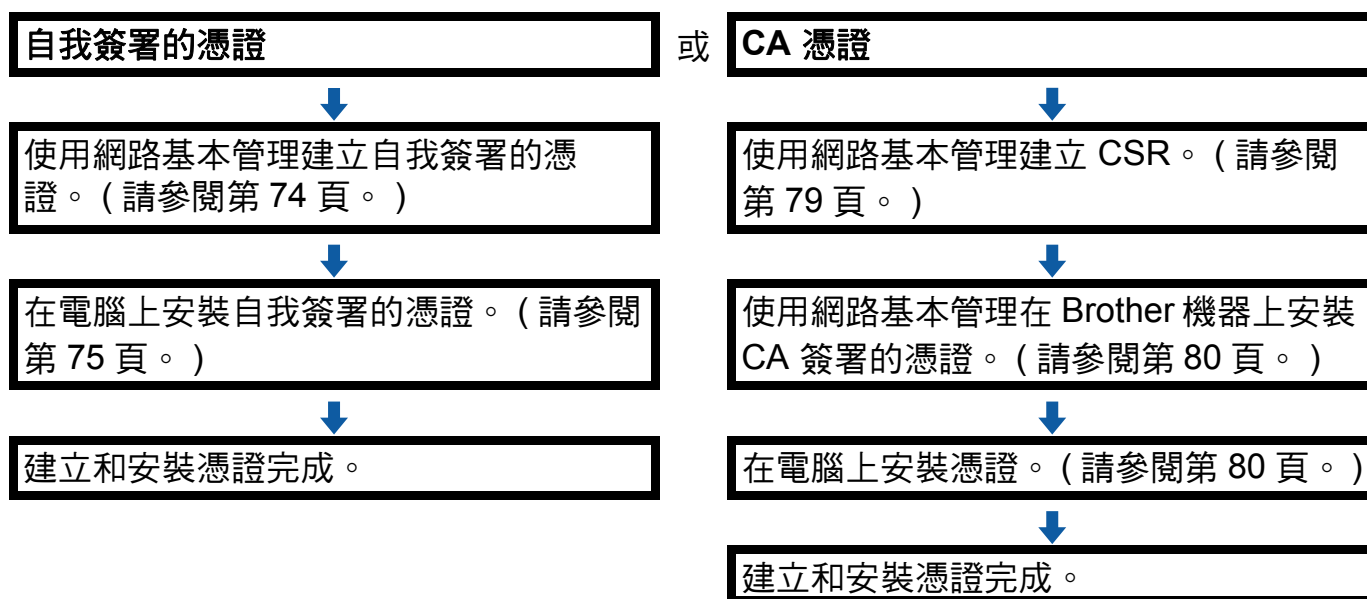 自我簽署的憑證
或
CA 憑證
使用網路基本管理建立自我簽署的憑
證。( 請參閱第 74 頁。)
在電腦上安裝自我簽署的憑證。( 請參閱
第 75 頁。)
建立和安裝憑證完成。
使用網路基本管理建立 CSR。( 請參閱
第 79 頁。)
使用網路基本管理在 Brother 機器上安裝
CA 簽署的憑證。( 請參閱第 80 頁。)
在電腦上安裝憑證。( 請參閱第 80 頁。)
建立和安裝憑證完成。